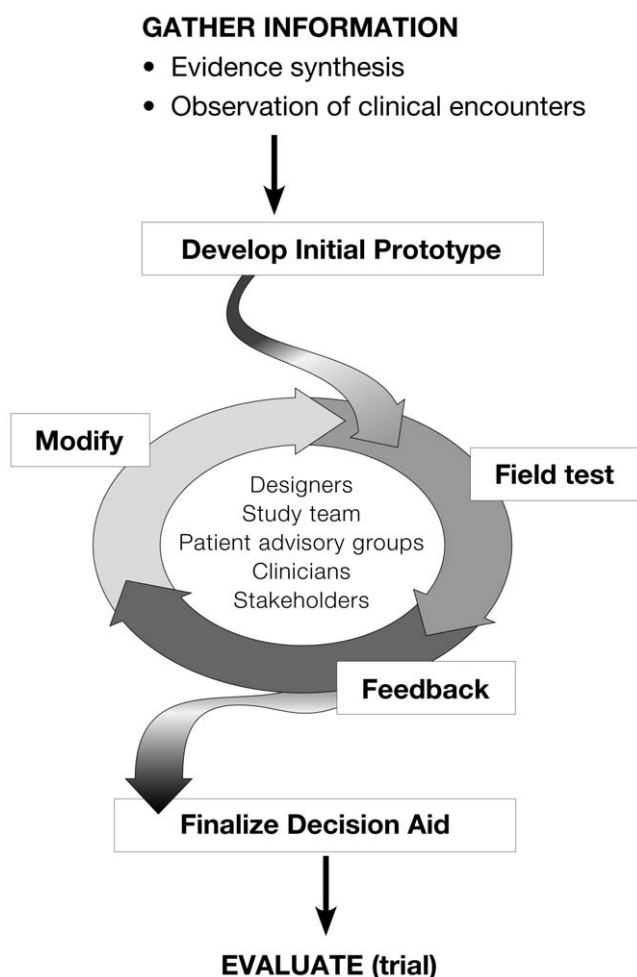 GATHER INFORMATION
• Evidence synthesis
• Observation of clinical encounters
Develop Initial Prototype
Modify
Field test
Designers
Study team
Patient advisory groups
Clinicians
Stakeholders
Feedback
Finalize Decision Aid
EVALUATE (trial)